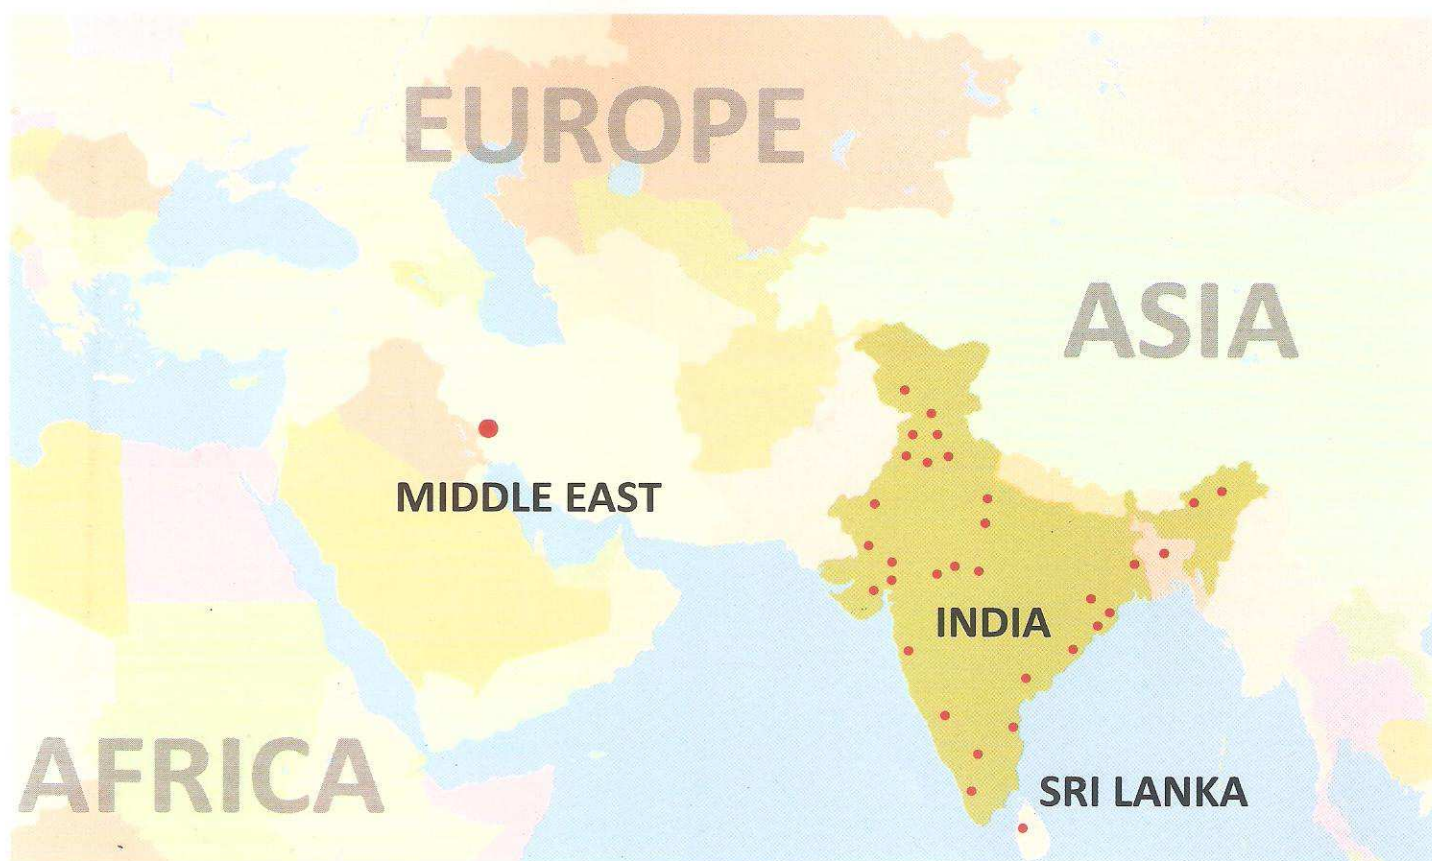 EUROPE
ASIA
MIDDLE EAST
INDIA
AFRICA
SRI LANKA